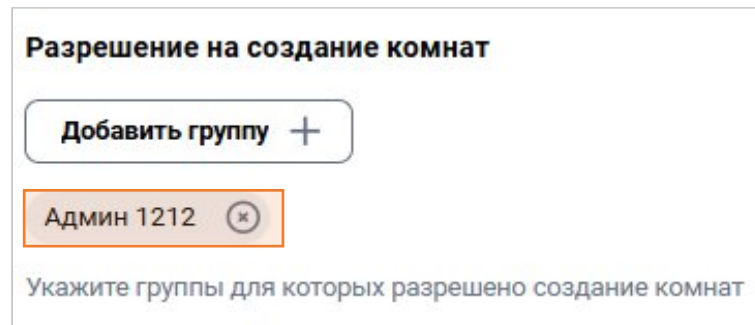 Разрешение на создание комнат
Добавить группу
Админ 1212
Укажите группы для которых разрешено создание комнат